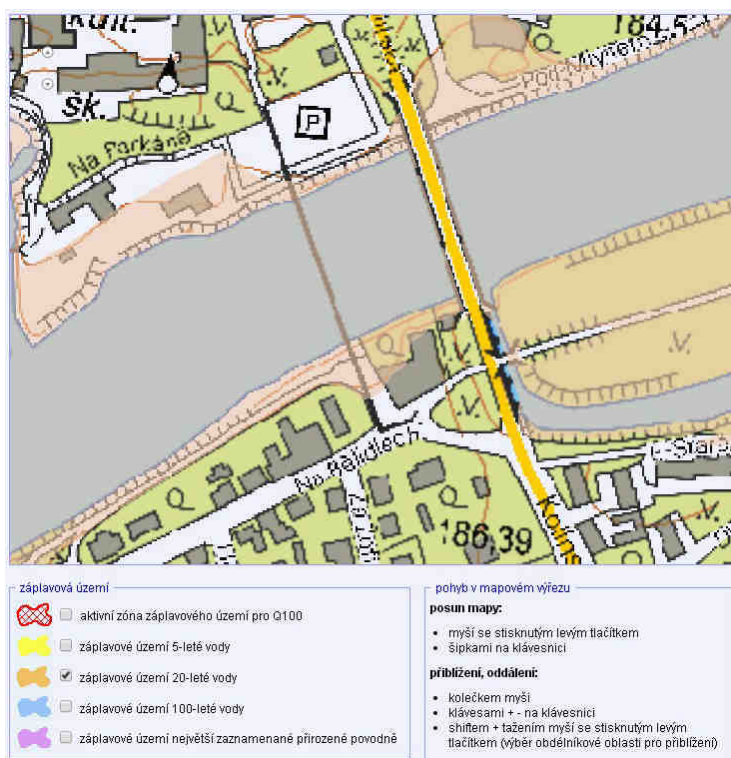 184,5
Šk.
P
Na Parkáně
Na Rejdlech
186,39
záplavová území
aktivní zóna záplavového území pro Q100
záplavové území 5-leté vody
záplavové území 20-leté vody
záplavové území 100-leté vody
záplavové území největší zaznamenané přirozené povodně
pohyb v mapovém výřezu
posun mapy:
• myší se stisknutým levým tlačítkem
• šipkami na klávesnici
přiblížení, oddálení:
• kolečkem myši
• klávesami + - na klávesnici
• shiftem + tažením myší se stisknutým levým
tlačítkem (výběr obdélníkové oblasti pro přiblížení)